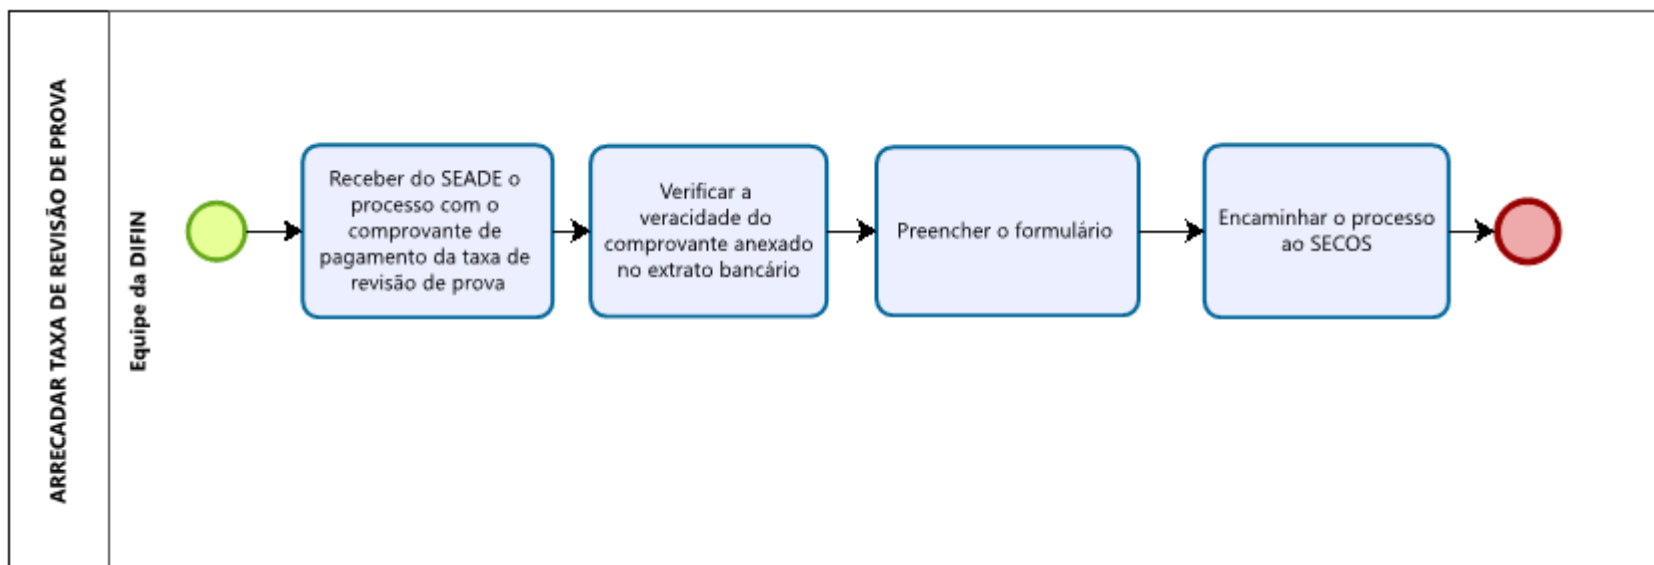 ARRECADAR TAXA DE REVISÃO DE PROVA
Equipe da DIFIN
Receber do SEADE o
processo com o
comprovante de
pagamento da taxa de
revisão de prova
Verificar a
veracidade do
comprovante anexado
no extrato bancário
Preencher o formulário
Encaminhar o processo
ao SECOS